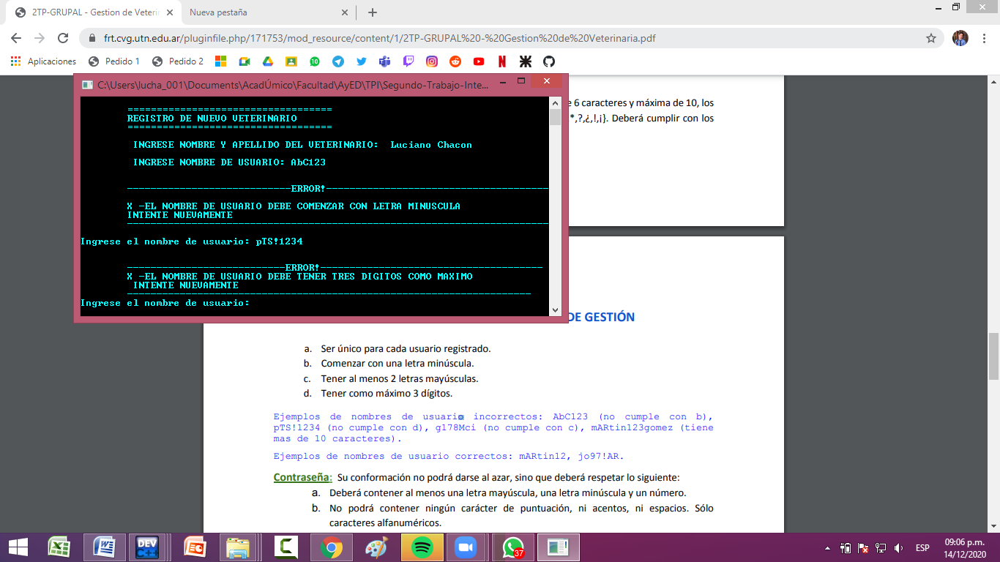 2TP-GRUPAL - Gestion de Veterin
Nueva pestaña
frt.cvg.utn.edu.ar/pluginfile.php/171753/mod_resource/content/1/2TP-GRUPAL%20-%20Gestion%20de%20Veterinaria.pdf
Aplicaciones
Pedido 1
Pedido 2
10
C:\Users\lucha_001\Documents\AcadÚmico\Facultad\AyED\TPI\Segundo-Trabajo-Inte...
===================================
REGISTRO DE NUEVO VETERINARIO
===================================
INGRESE NOMBRE Y APELLIDO DEL VETERINARIO: Luciano Chacon
INGRESE NOMBRE DE USUARIO: AbC123
----------------------------ERROR!--------------------------------------
X -EL NOMBRE DE USUARIO DEBE COMENZAR CON LETRA MINUSCULA
INTENTE NUEVAMENTE
------------------------------------------------------------------------
Ingrese el nombre de usuario: pTS!1234
---------------------------ERROR!--------------------------------------
X -EL NOMBRE DE USUARIO DEBE TENER TRES DIGITOS COMO MAXIMO
INTENTE NUEVAMENTE
---------------------------------------------------------------------
Ingrese el nombre de usuario:
e 6 caracteres y máxima de 10, los
*,?,¿,!,¡}. Deberá cumplir con los
DE GESTIÓN
a. Ser único para cada usuario registrado.
b. Comenzar con una letra minúscula.
c. Tener al menos 2 letras mayúsculas.
d. Tener como máximo 3 dígitos.
Ejemplos de nombres de usuario incorrectos: AbC123 (no cumple con b),
pTS!1234 (no cumple con d), g178Mci (no cumple con c), mARtin123gomez (tiene
mas de 10 caracteres).
Ejemplos de nombres de usuario correctos: mARtin12, jo97!AR.
Contraseña: Su conformación no podrá darse al azar, sino que deberá respetar lo siguiente:
a. Deberá contener al menos una letra mayúscula, una letra minúscula y un número.
b. No podrá contener ningún carácter de puntuación, ni acentos, ni espacios. Sólo
caracteres alfanuméricos.
DEV
C++
37
ESP
09:06 p.m.
14/12/2020